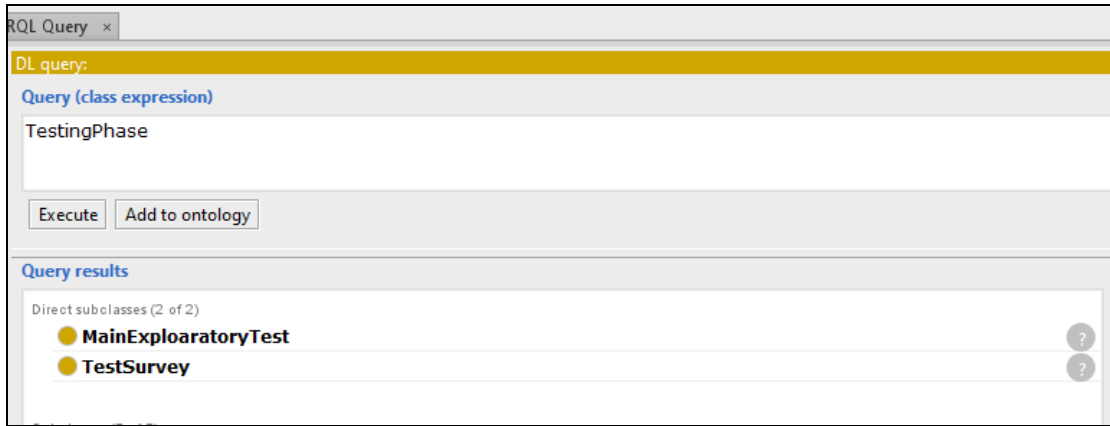 RQL Query ×
DL query:
Query (class expression)
TestingPhase
Execute Add to ontology
Query results
Direct subclasses (2 of 2)
MainExploaratoryTest ?
TestSurvey ?